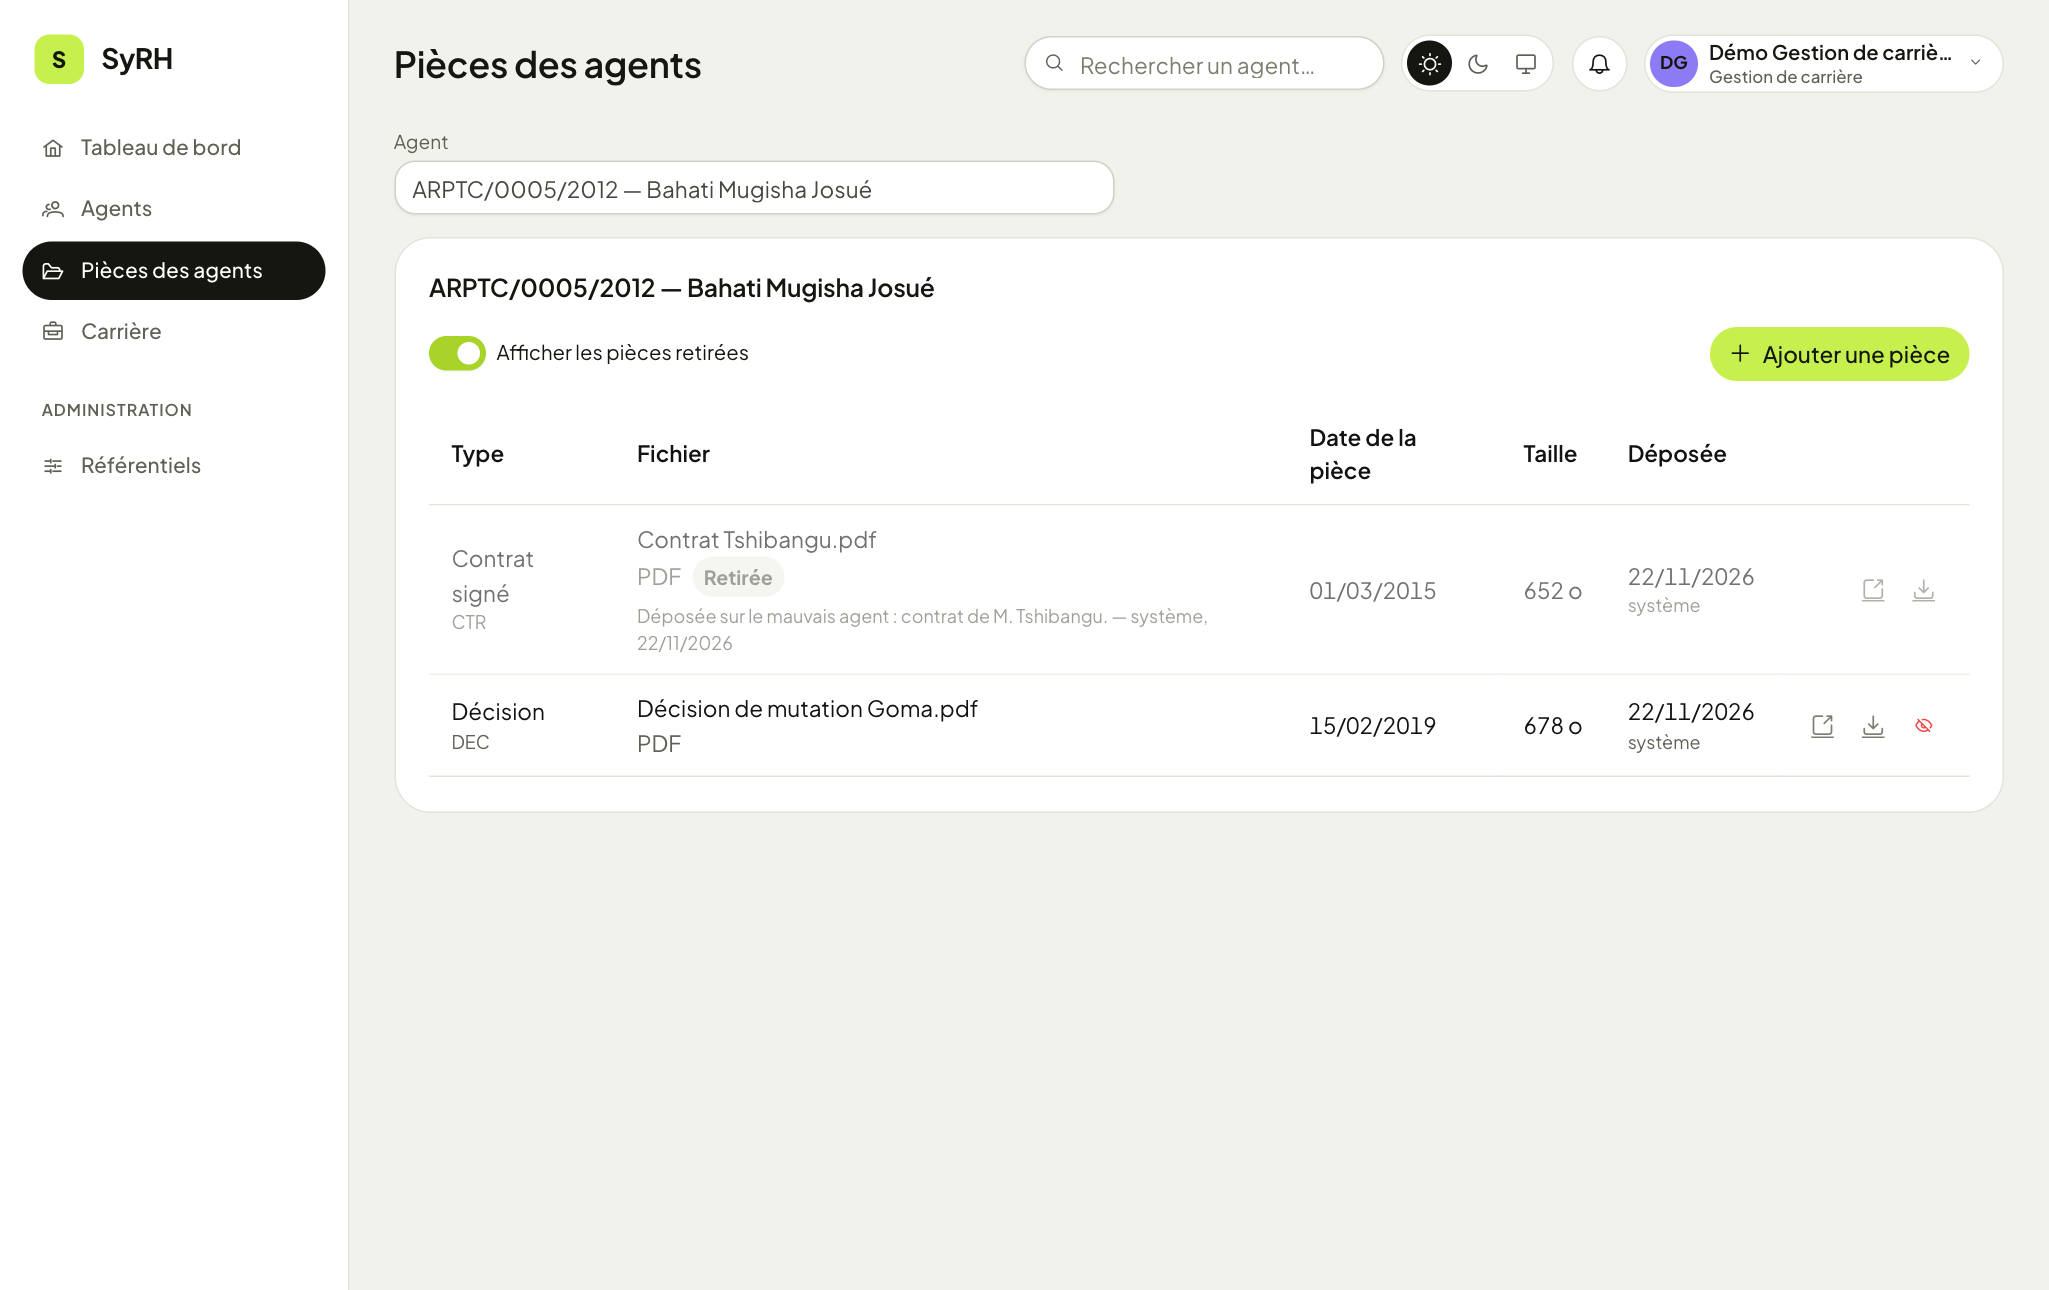 S SyRH
Tableau de bord
Agents
Pièces des agents
Carrière
ADMINISTRATION
Référentiels
Pièces des agents
Rechercher un agent...
DG
Démo Gestion de carriè...
Gestion de carrière
Agent
ARPTC/0005/2012 — Bahati Mugisha Josué
ARPTC/0005/2012 — Bahati Mugisha Josué
Afficher les pièces retirées
+ Ajouter une pièce
Type
Fichier
Date de la
pièce
Taille
Déposée
Contrat
signé
CTR
Contrat Tshibangu.pdf
PDF Retirée
Déposée sur le mauvais agent : contrat de M. Tshibangu. — système,
22/11/2026
01/03/2015
652 o
22/11/2026
système
Décision
DEC
Décision de mutation Goma.pdf
PDF
15/02/2019
678 o
22/11/2026
système